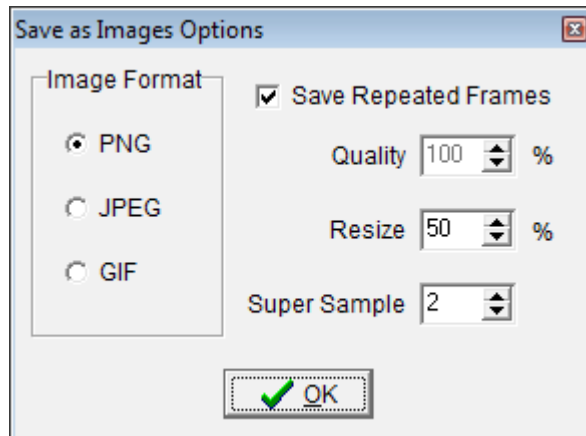 Save as Images Options
Image Format
PNG
JPEG
GIF
Save Repeated Frames
Quality 100 %
Resize 50 %
Super Sample 2
OK